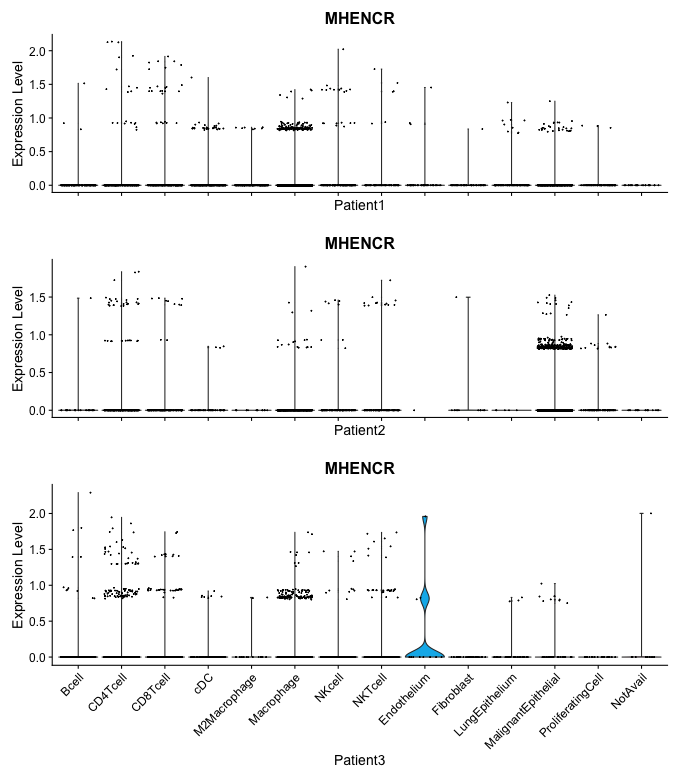 MHENCR
Expression Level
2.0
1.5
1.0
0.5
0.0
Patient1
MHENCR
Expression Level
1.5
1.0
0.5
0.0
Patient2
MHENCR
Expression Level
2.0
1.5
1.0
0.5
0.0
Bcell
CD4Tcell
CD8Tcell
cDC
M2Macrophage
Macrophage
NKcell
NKTcell
Endothelium
Fibroblast
LungEpithelium
MalignantEpithelial
ProliferatingCell
NotAvail
Patient3